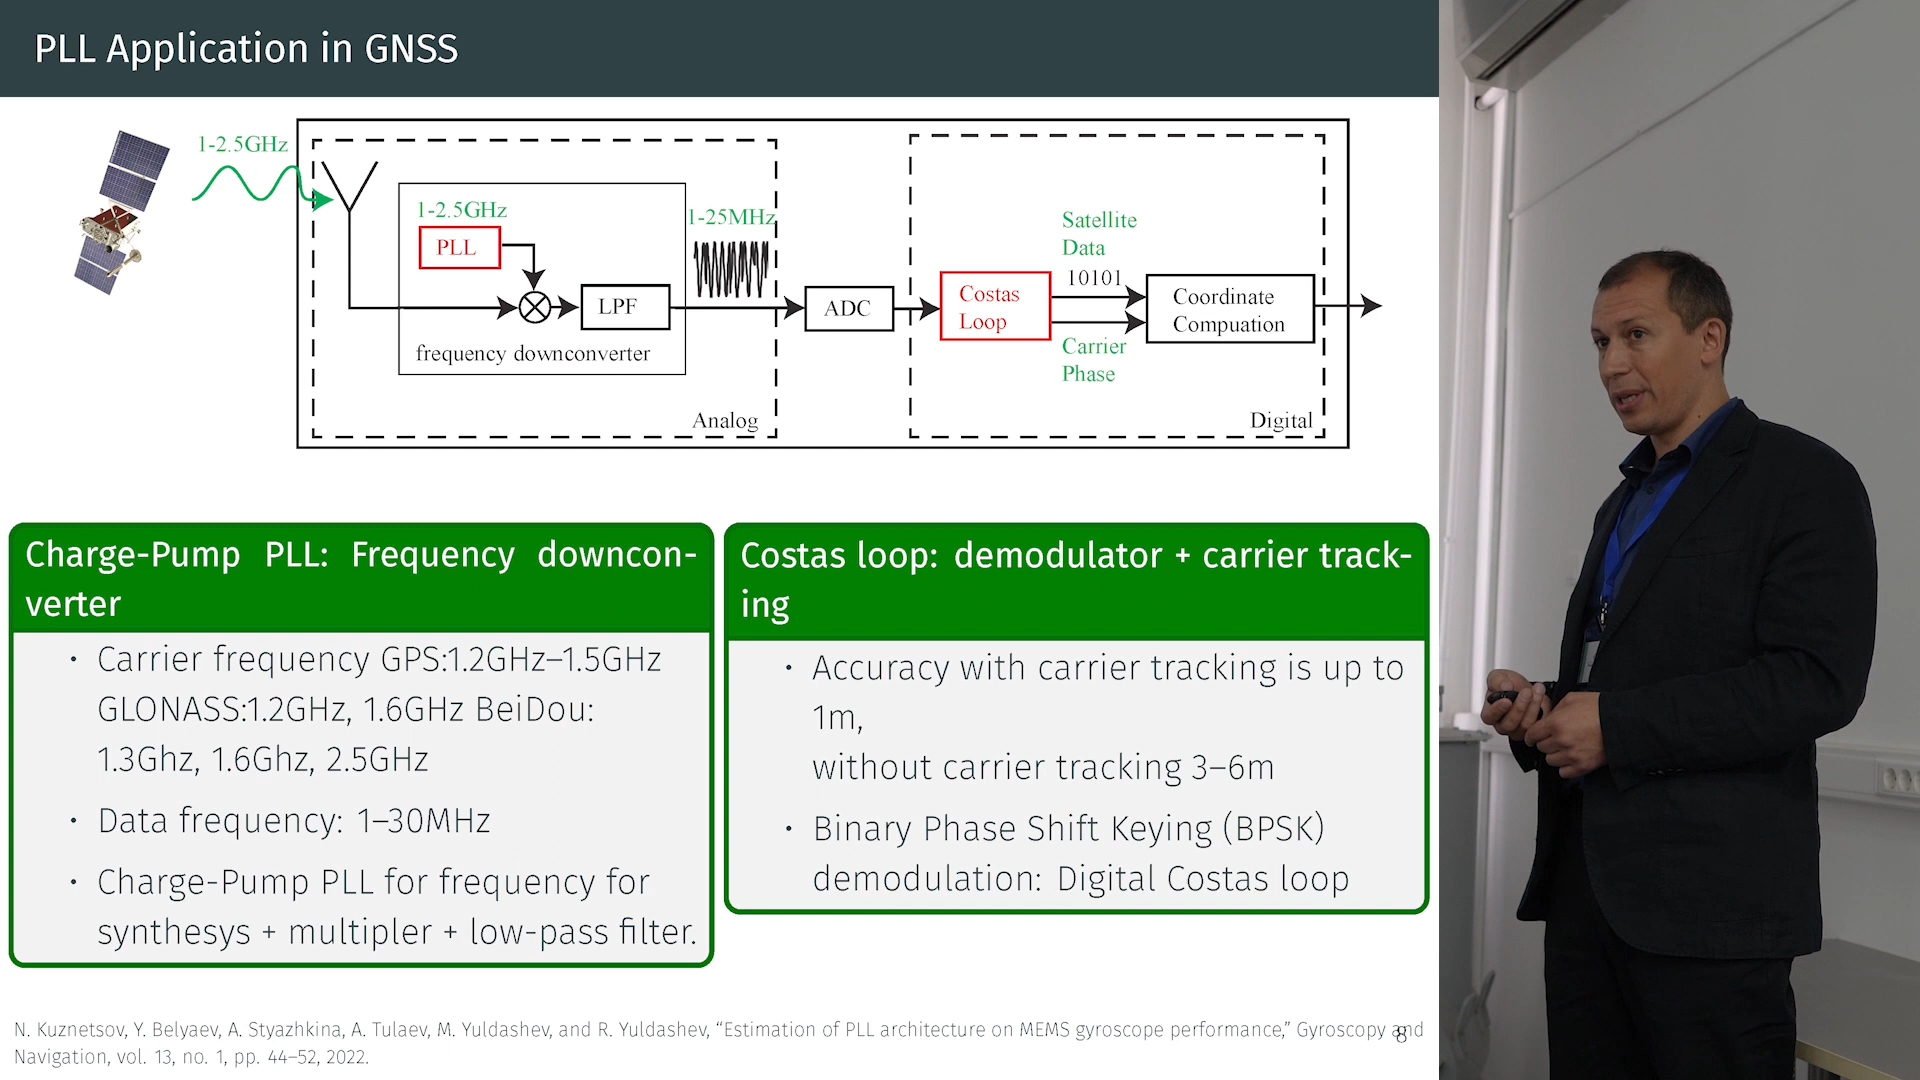 PLL Application in GNSS
1-2.5GHz
1-2.5GHz
PLL
LPF
frequency downconverter
1-25MHz
Analog
ADC
Costas
Loop
Satellite
Data
10101
Carrier
Phase
Coordinate
Compuation
Digital
Charge-Pump PLL: Frequency downcon-
verter
• Carrier frequency GPS:1.2GHz–1.5GHz
GLONASS:1.2GHz, 1.6GHz BeiDou:
1.3Ghz, 1.6Ghz, 2.5GHz
• Data frequency: 1–30MHz
• Charge-Pump PLL for frequency for
synthesys + multipler + low-pass filter.
Costas loop: demodulator + carrier track-
ing
• Accuracy with carrier tracking is up to
1m,
without carrier tracking 3–6m
• Binary Phase Shift Keying (BPSK)
demodulation: Digital Costas loop
N. Kuznetsov, Y. Belyaev, A. Styazhkina, A. Tulaev, M. Yuldashev, and R. Yuldashev, “Estimation of PLL architecture on MEMS gyroscope performance,” Gyroscopy and
Navigation, vol. 13, no. 1, pp. 44–52, 2022.
8